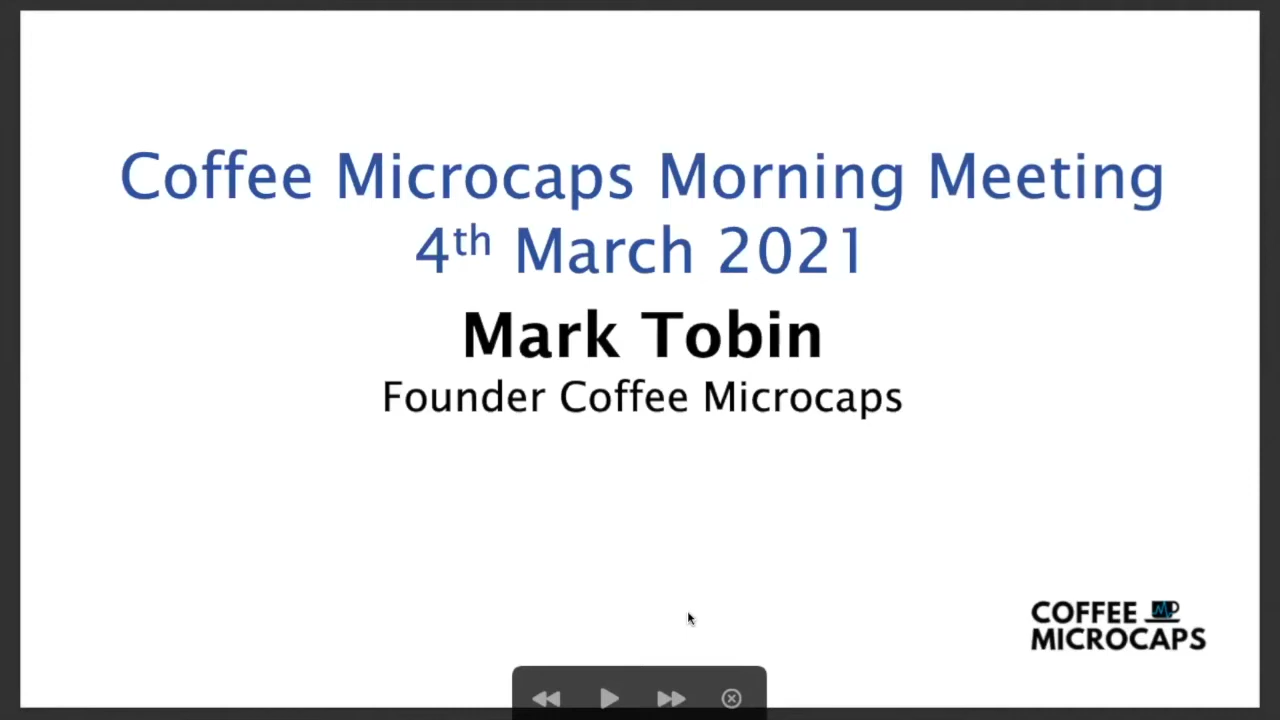 Coffee Microcaps Morning Meeting
4th March 2021
Mark Tobin
Founder Coffee Microcaps
COFFEE
MICROCAPS